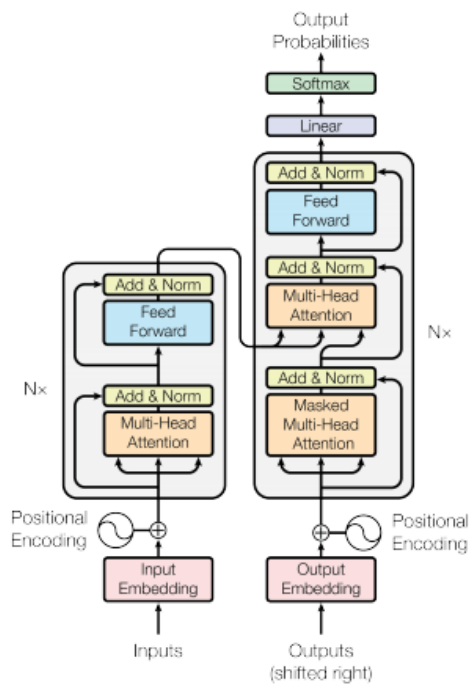 Output
Probabilities
Softmax
Linear
Add & Norm
Feed
Forward
Add & Norm
Multi-Head
Attention
Add & Norm
Masked
Multi-Head
Attention
Nx
Add & Norm
Feed
Forward
Add & Norm
Multi-Head
Attention
Nx
Positional
Encoding
Positional
Encoding
Input
Embedding
Output
Embedding
Inputs
Outputs
(shifted right)